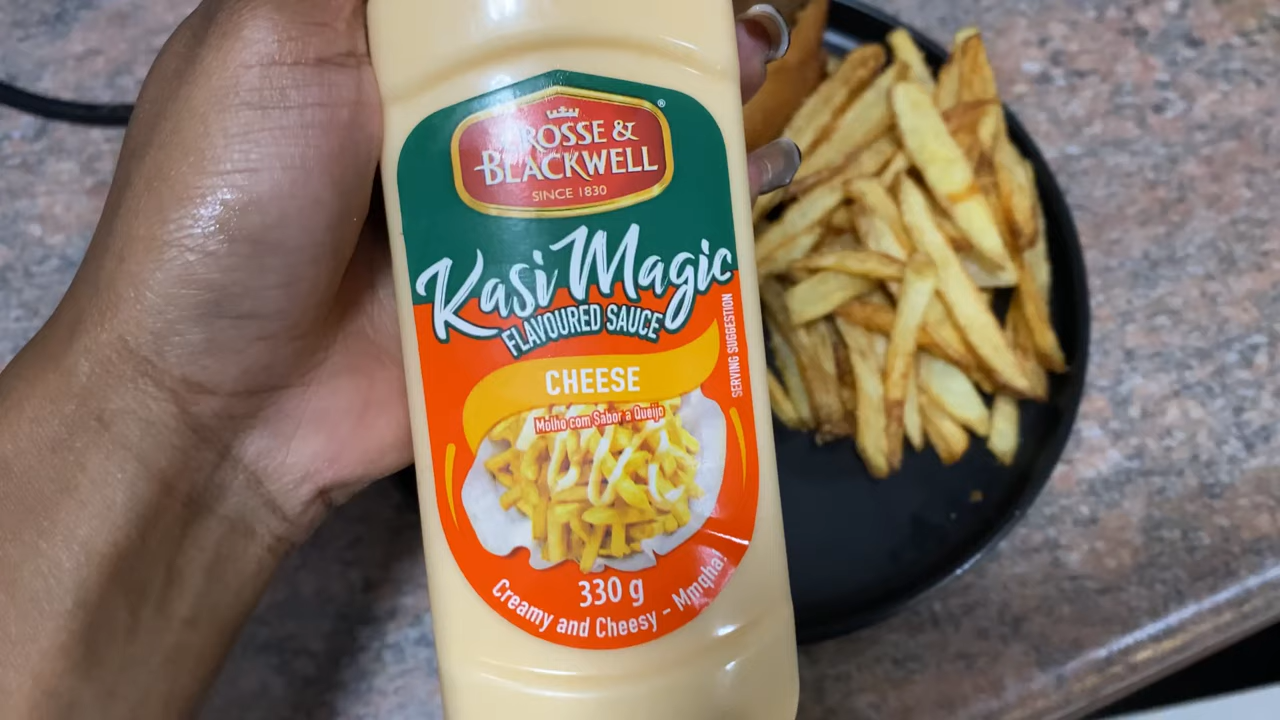 ®
CROSSE &
BLACKWELL
SINCE 1830
Kasi Magic
FLAVOURED SAUCE
SERVING SUGGESTION
CHEESE
Molho com Sabor a Queijo
330 g
Creamy and Cheesy - Mmqha!